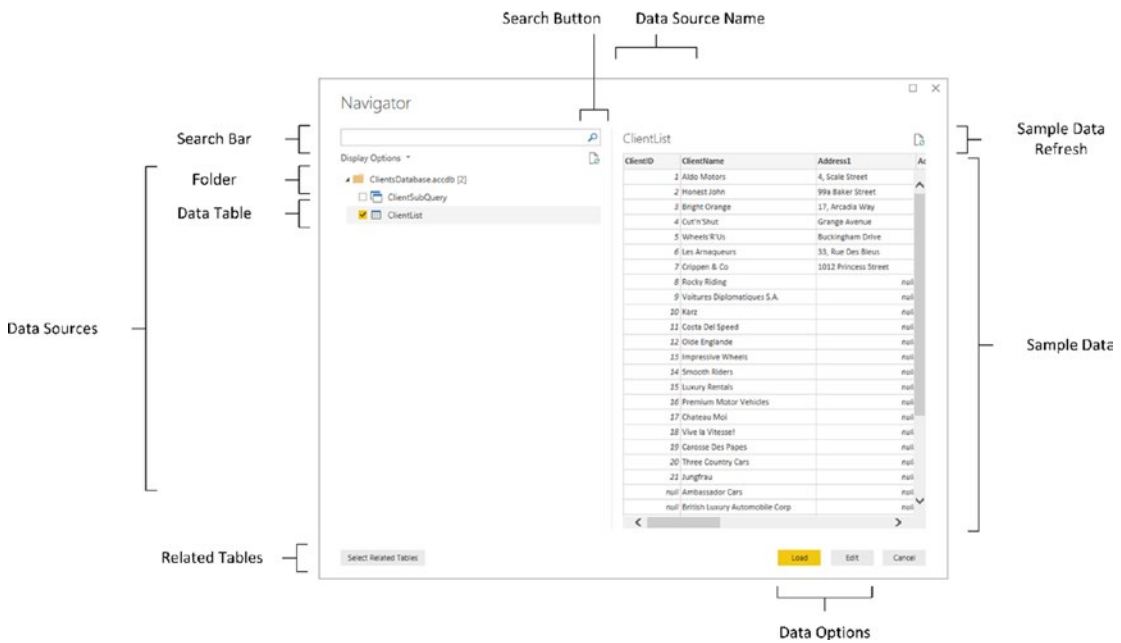 Search Button Data Source Name
Navigator
Search Bar
ClientList
Sample Data
Refresh
Display Options
Folder
ClientsDatabase.accdb [2]
Data Table
ClientSubQuery
ClientList
Data Sources
ClientID ClientName Address1 Ac
1 Aldo Motors 4, Scale Street
2 Honest John 99a Baker Street
3 Bright Orange 17, Arcadia Way
4 Cut'n'Shut Grange Avenue
5 Wheels'R'Us Buckingham Drive
6 Les Arnaqueurs 33, Rue Des Bleus
7 Crippen & Co 1012 Princess Street
8 Rocky Riding null
9 Voitures Diplomatiques S.A. null
10 Karz null
11 Costa Del Speed null
12 Olde Englande null
13 Impressive Wheels null
14 Smooth Riders null
15 Luxury Rentals null
16 Premium Motor Vehicles null
17 Chateau Moi null
18 Vive la Vitesse! null
19 Carosse Des Papes null
20 Three Country Cars null
21 Jungfrau null
null Ambassador Cars null
null British Luxury Automobile Corp null
Sample Data
Related Tables
Select Related Tables
Load Edit Cancel
Data Options